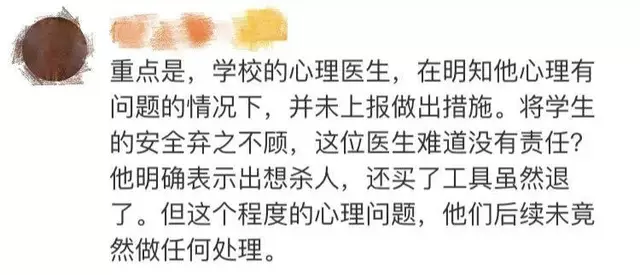 重点是，学校的心理医生，在明知他心理有
问题的情况下，并未上报做出措施。将学生
的安全弃之不顾，这位医生难道没有责任？
他明确表示出想杀人，还买了工具虽然退
了。但这个程度的心理问题，他们后续未竟
然做任何处理。